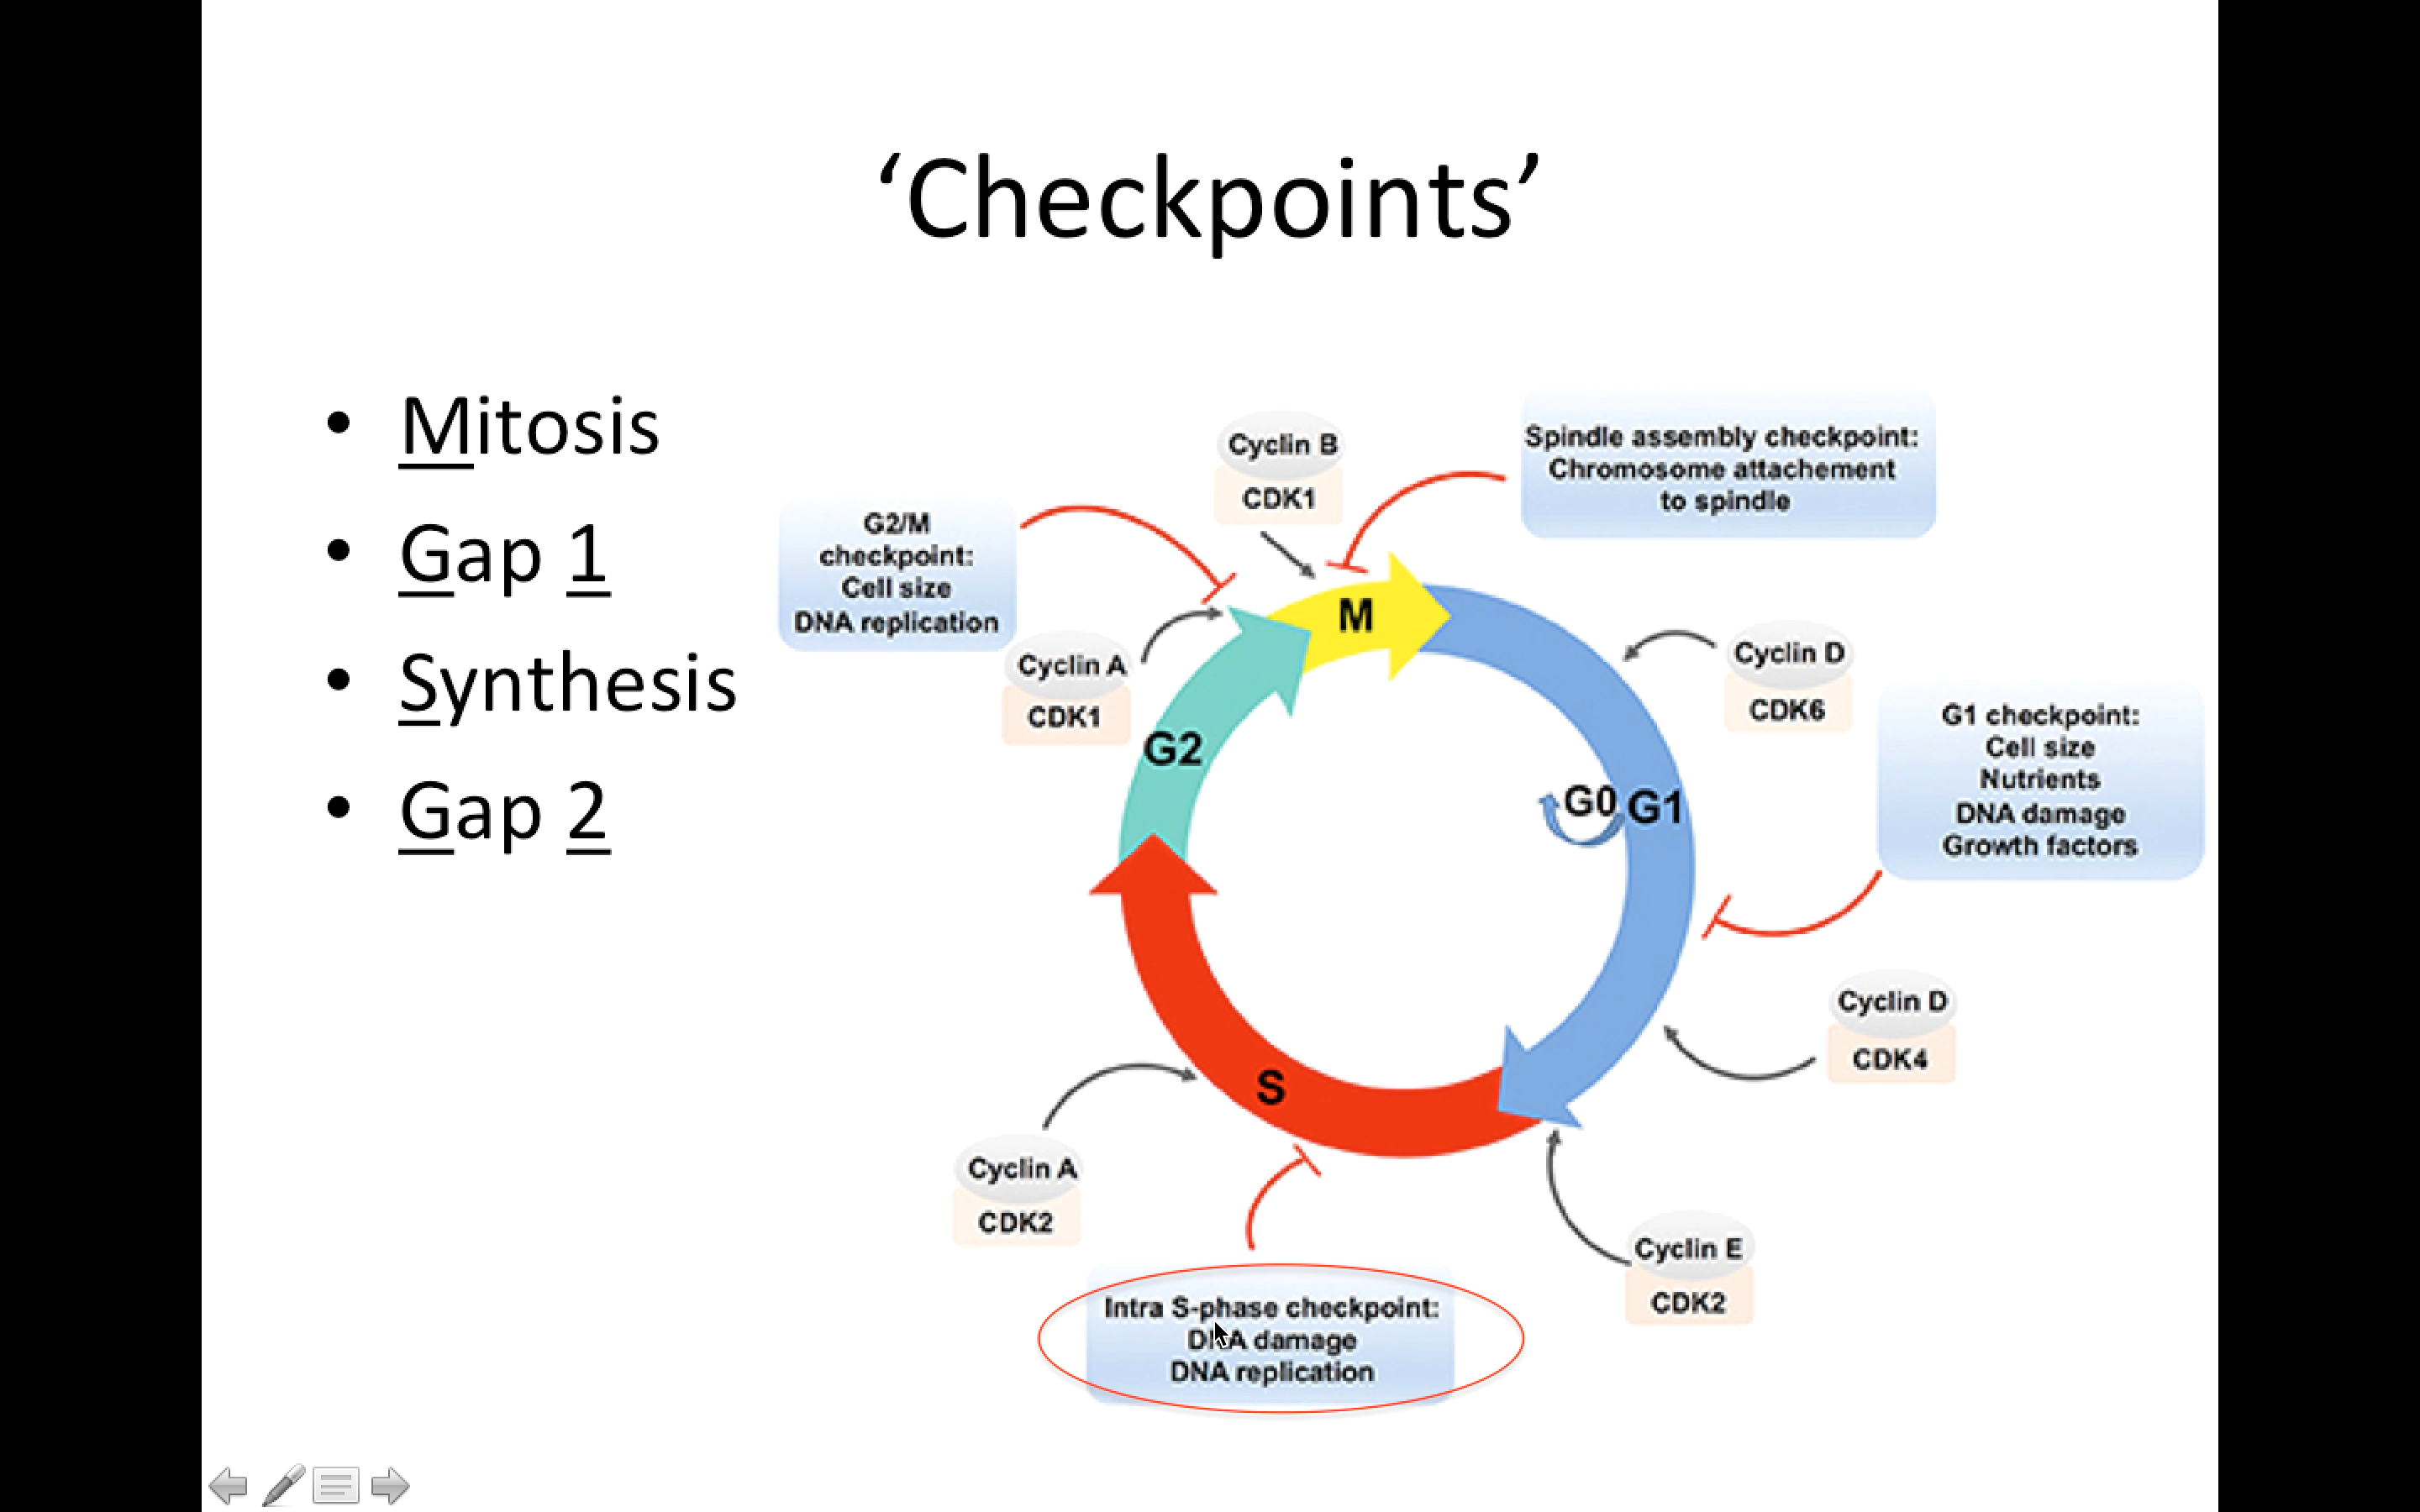 ‘Checkpoints’
• Mitosis
• Gap 1
• Synthesis
• Gap 2
Cyclin B
CDK1
Spindle assembly checkpoint:
Chromosome attachement
to spindle
G2/M
checkpoint:
Cell size
DNA replication
Cyclin A
CDK1
M
Cyclin D
CDK6
G1 checkpoint:
Cell size
Nutrients
DNA damage
Growth factors
G2
G0
G1
Cyclin D
CDK4
S
Cyclin A
CDK2
Cyclin E
CDK2
Intra S-phase checkpoint:
DNA damage
DNA replication